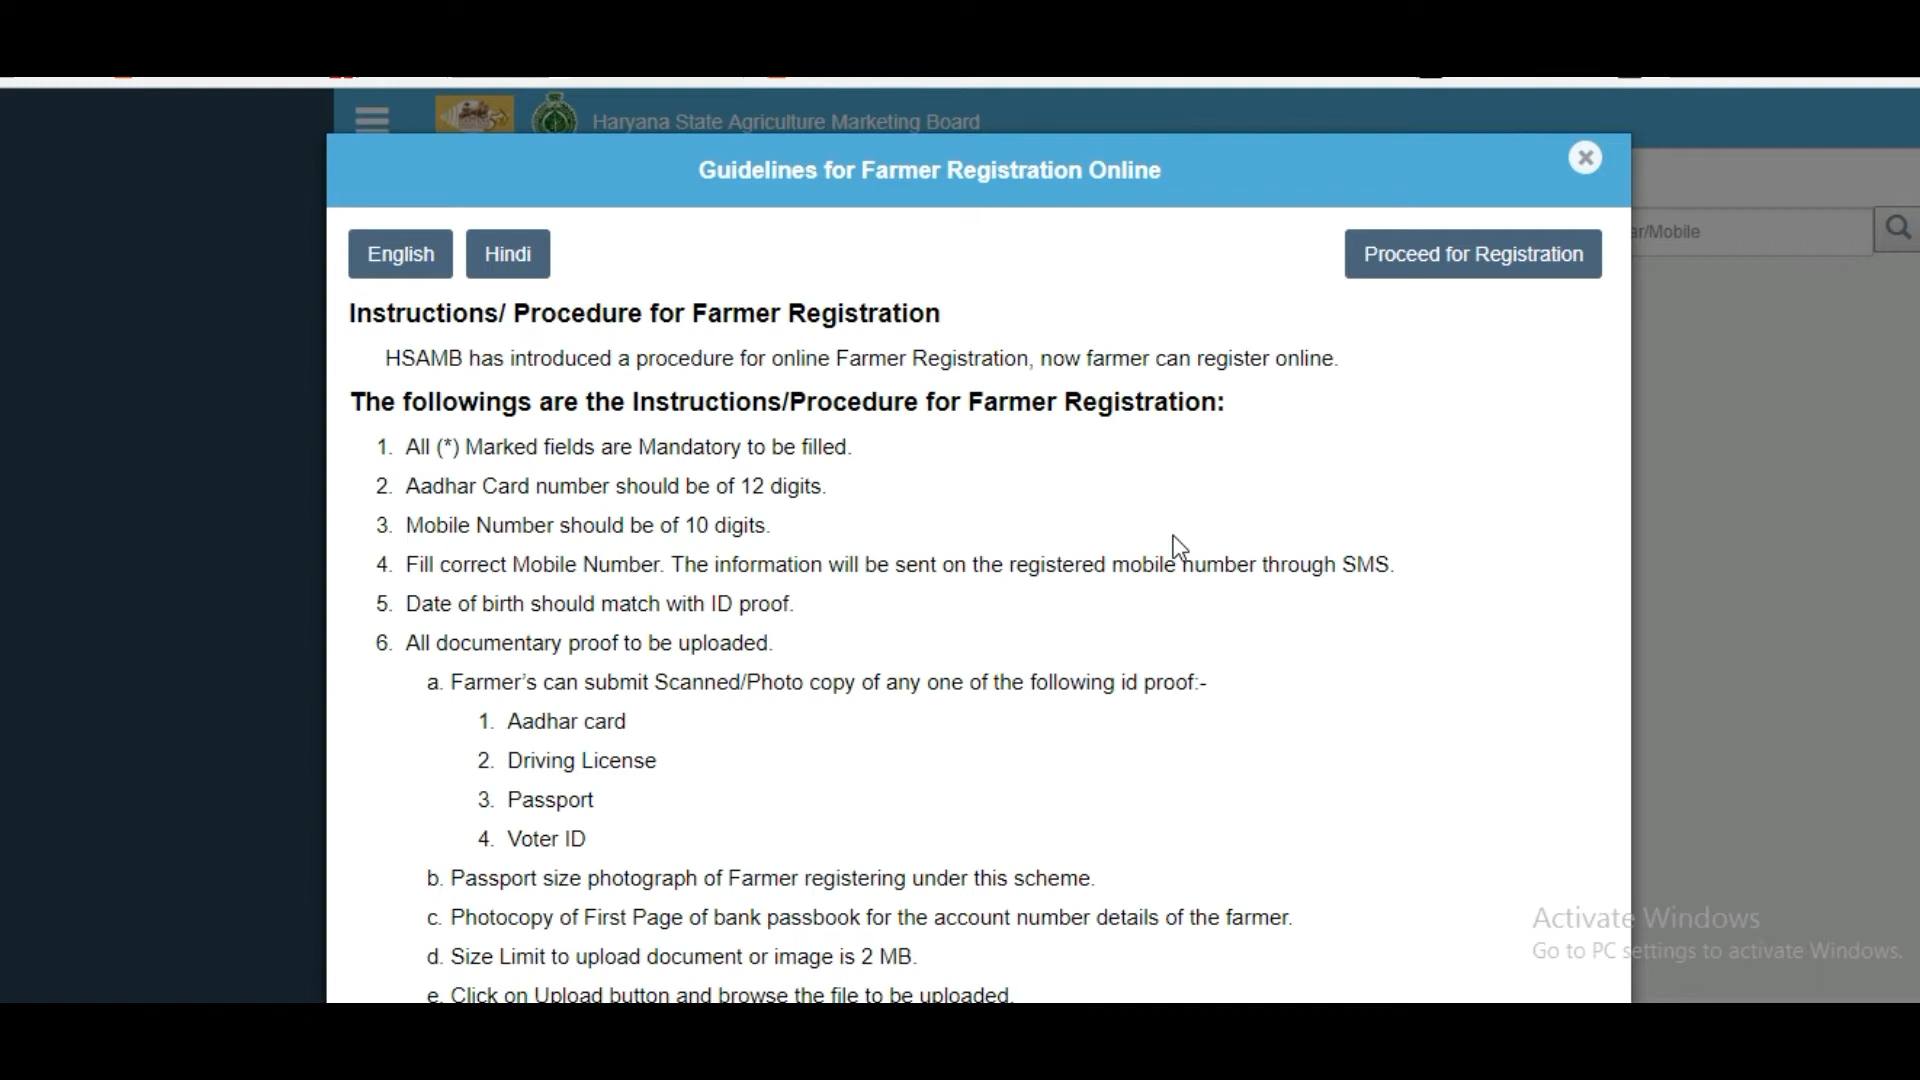 Haryana State Agriculture Marketing Board
Guidelines for Farmer Registration Online
English Hindi Proceed for Registration
ar/Mobile
Instructions/ Procedure for Farmer Registration
HSAMB has introduced a procedure for online Farmer Registration, now farmer can register online.
The followings are the Instructions/Procedure for Farmer Registration:
1. All (*) Marked fields are Mandatory to be filled.
2. Aadhar Card number should be of 12 digits.
3. Mobile Number should be of 10 digits.
4. Fill correct Mobile Number. The information will be sent on the registered mobile number through SMS.
5. Date of birth should match with ID proof.
6. All documentary proof to be uploaded.
a. Farmer’s can submit Scanned/Photo copy of any one of the following id proof:-
1. Aadhar card
2. Driving License
3. Passport
4. Voter ID
b. Passport size photograph of Farmer registering under this scheme.
c. Photocopy of First Page of bank passbook for the account number details of the farmer.
d. Size Limit to upload document or image is 2 MB.
e. Click on Upload button and browse the file to be uploaded.
Activate Windows
Go to PC settings to activate Windows.